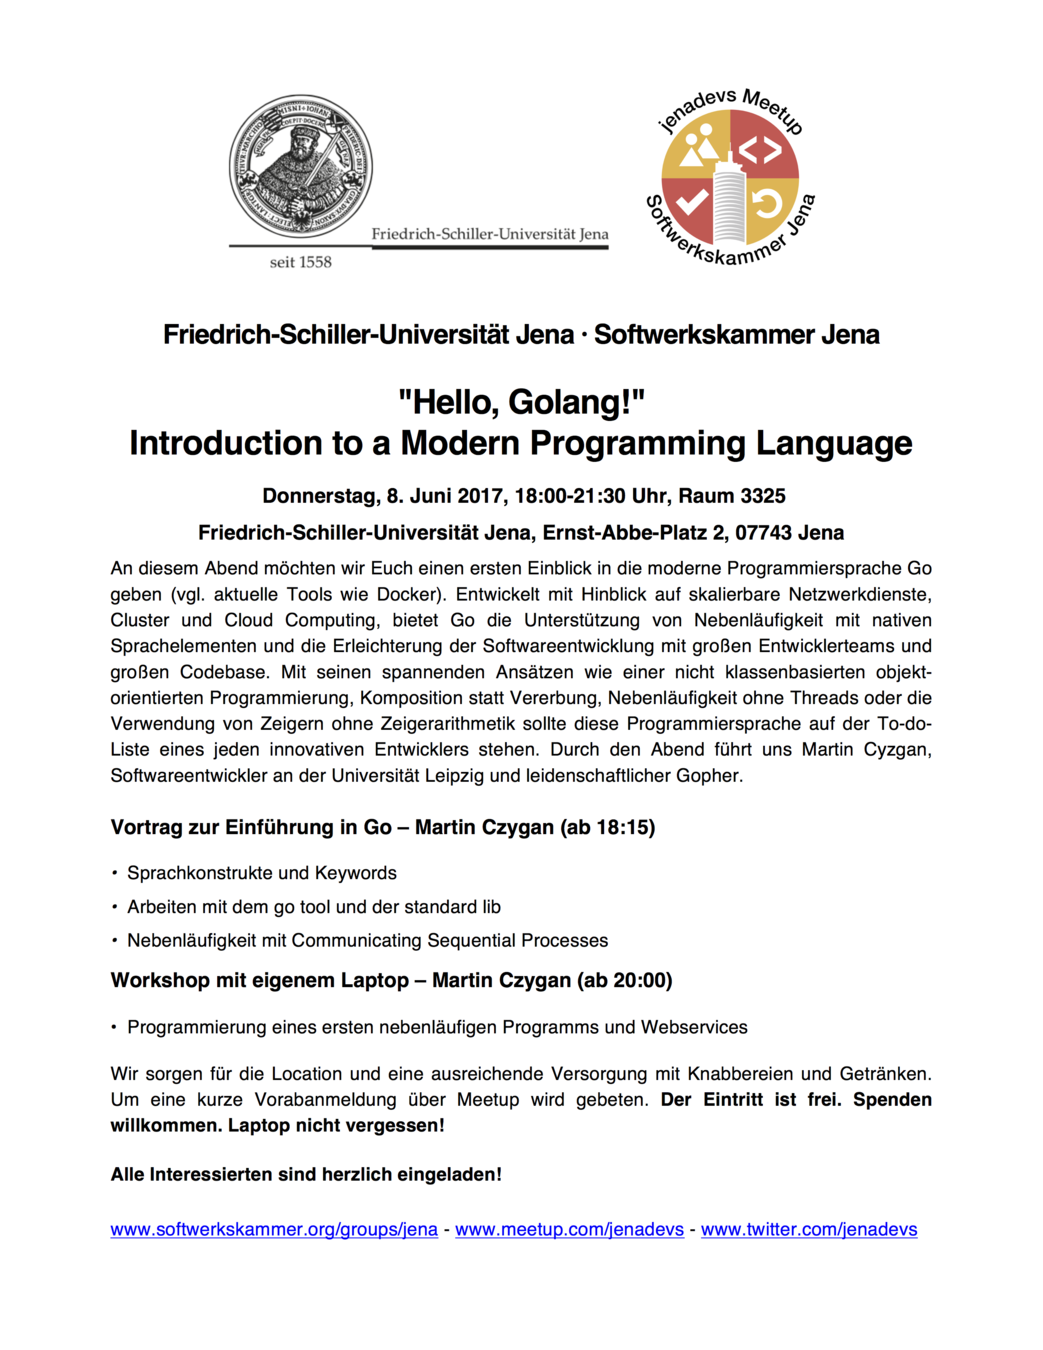 Friedrich-Schiller-Universität Jena
seit 1558
jenadevs Meetup
Softwerkskammer Jena
Friedrich-Schiller-Universität Jena · Softwerkskammer Jena
"Hello, Golang!"
Introduction to a Modern Programming Language
Donnerstag, 8. Juni 2017, 18:00-21:30 Uhr, Raum 3325
Friedrich-Schiller-Universität Jena, Ernst-Abbe-Platz 2, 07743 Jena
An diesem Abend möchten wir Euch einen ersten Einblick in die moderne Programmiersprache Go
geben (vgl. aktuelle Tools wie Docker). Entwickelt mit Hinblick auf skalierbare Netzwerkdienste,
Cluster und Cloud Computing, bietet Go die Unterstützung von Nebenläufigkeit mit nativen
Sprachelementen und die Erleichterung der Softwareentwicklung mit großen Entwicklerteams und
großen Codebase. Mit seinen spannenden Ansätzen wie einer nicht klassenbasierten objekt-
orientierten Programmierung, Komposition statt Vererbung, Nebenläufigkeit ohne Threads oder die
Verwendung von Zeigern ohne Zeigerarithmetik sollte diese Programmiersprache auf der To-do-
Liste eines jeden innovativen Entwicklers stehen. Durch den Abend führt uns Martin Cyzgan,
Softwareentwickler an der Universität Leipzig und leidenschaftlicher Gopher.
Vortrag zur Einführung in Go – Martin Czygan (ab 18:15)
• Sprachkonstrukte und Keywords
• Arbeiten mit dem go tool und der standard lib
• Nebenläufigkeit mit Communicating Sequential Processes
Workshop mit eigenem Laptop – Martin Czygan (ab 20:00)
• Programmierung eines ersten nebenläufigen Programms und Webservices
Wir sorgen für die Location und eine ausreichende Versorgung mit Knabbereien und Getränken.
Um eine kurze Vorabanmeldung über Meetup wird gebeten. Der Eintritt ist frei. Spenden
willkommen. Laptop nicht vergessen!
Alle Interessierten sind herzlich eingeladen!
www.softwerkskammer.org/groups/jena - www.meetup.com/jenadevs - www.twitter.com/jenadevs